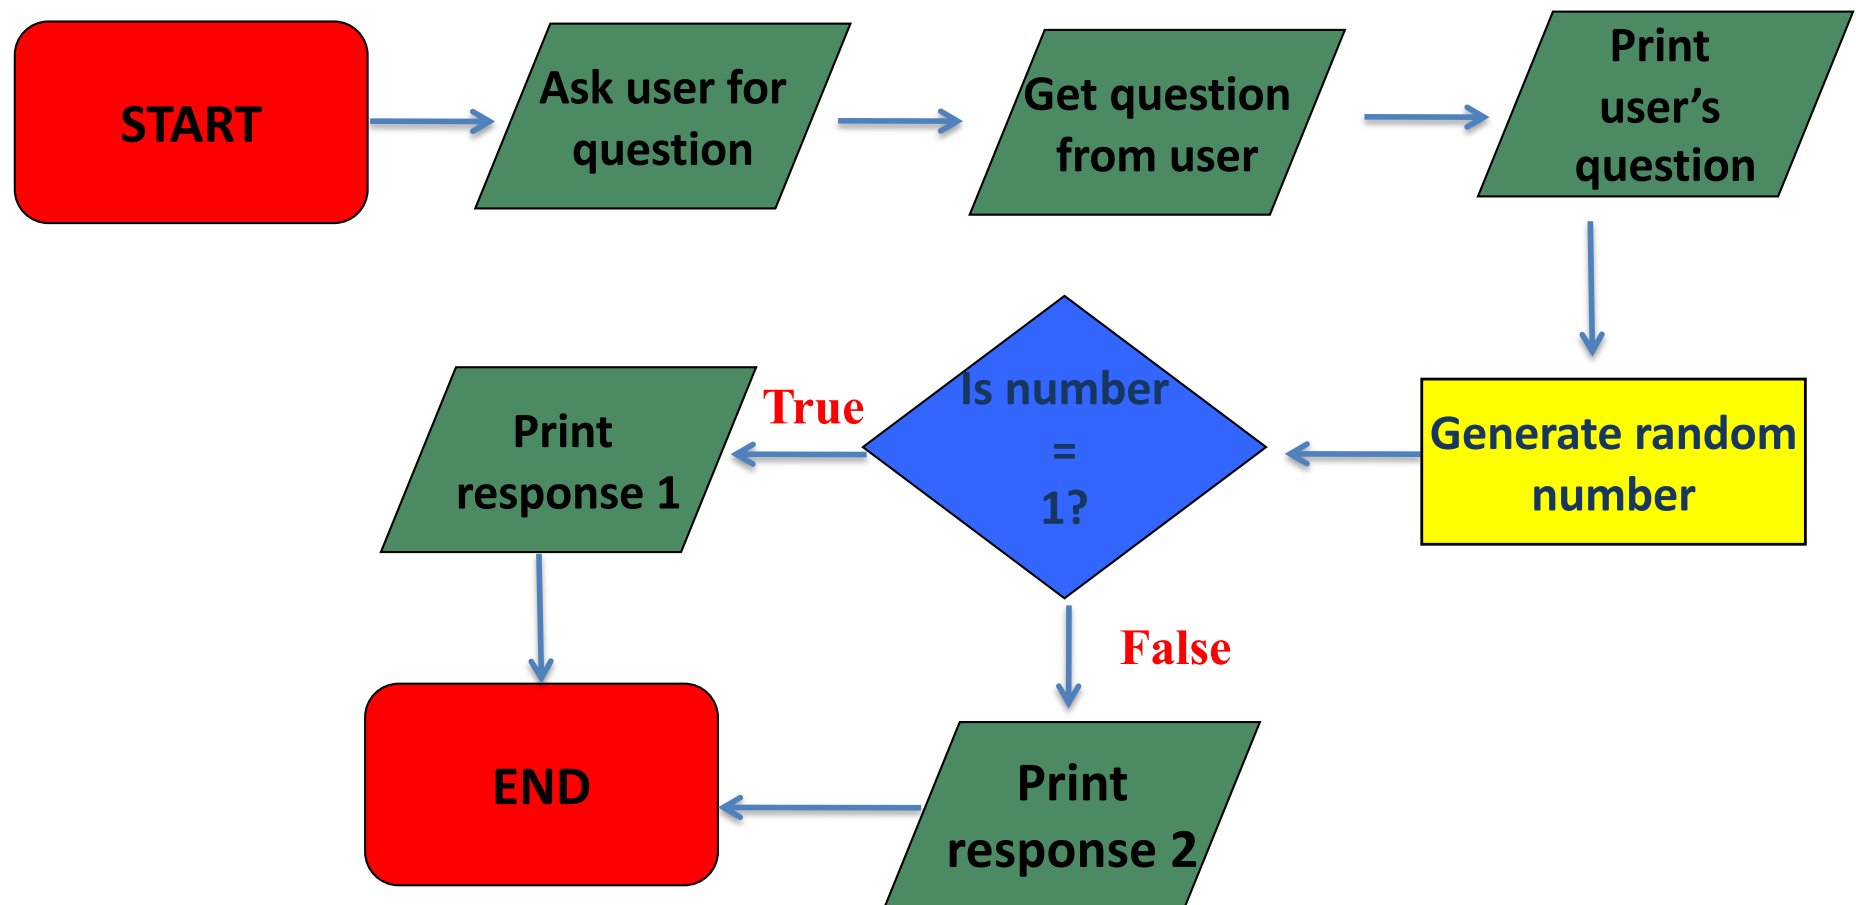 START
Ask user for
question
Get question
from user
Print
user’s
question
Generate random
number
Is number
=
1?
True
Print
response 1
False
Print
response 2
END